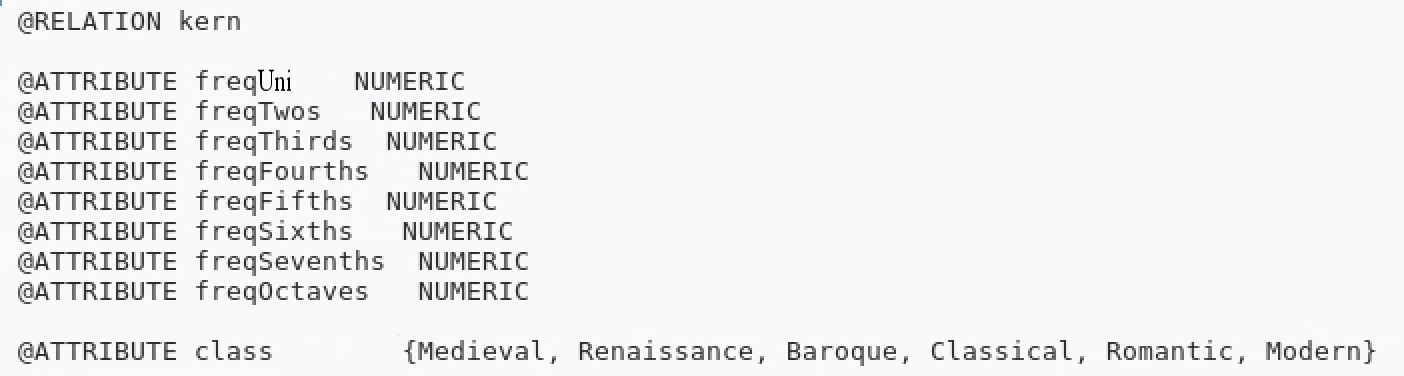 @RELATION kern
@ATTRIBUTE freqUni NUMERIC
@ATTRIBUTE freqTwos NUMERIC
@ATTRIBUTE freqThirds NUMERIC
@ATTRIBUTE freqFourths NUMERIC
@ATTRIBUTE freqFifths NUMERIC
@ATTRIBUTE freqSixths NUMERIC
@ATTRIBUTE freqSevenths NUMERIC
@ATTRIBUTE freqOctaves NUMERIC
@ATTRIBUTE class {Medieval, Renaissance, Baroque, Classical, Romantic, Modern}